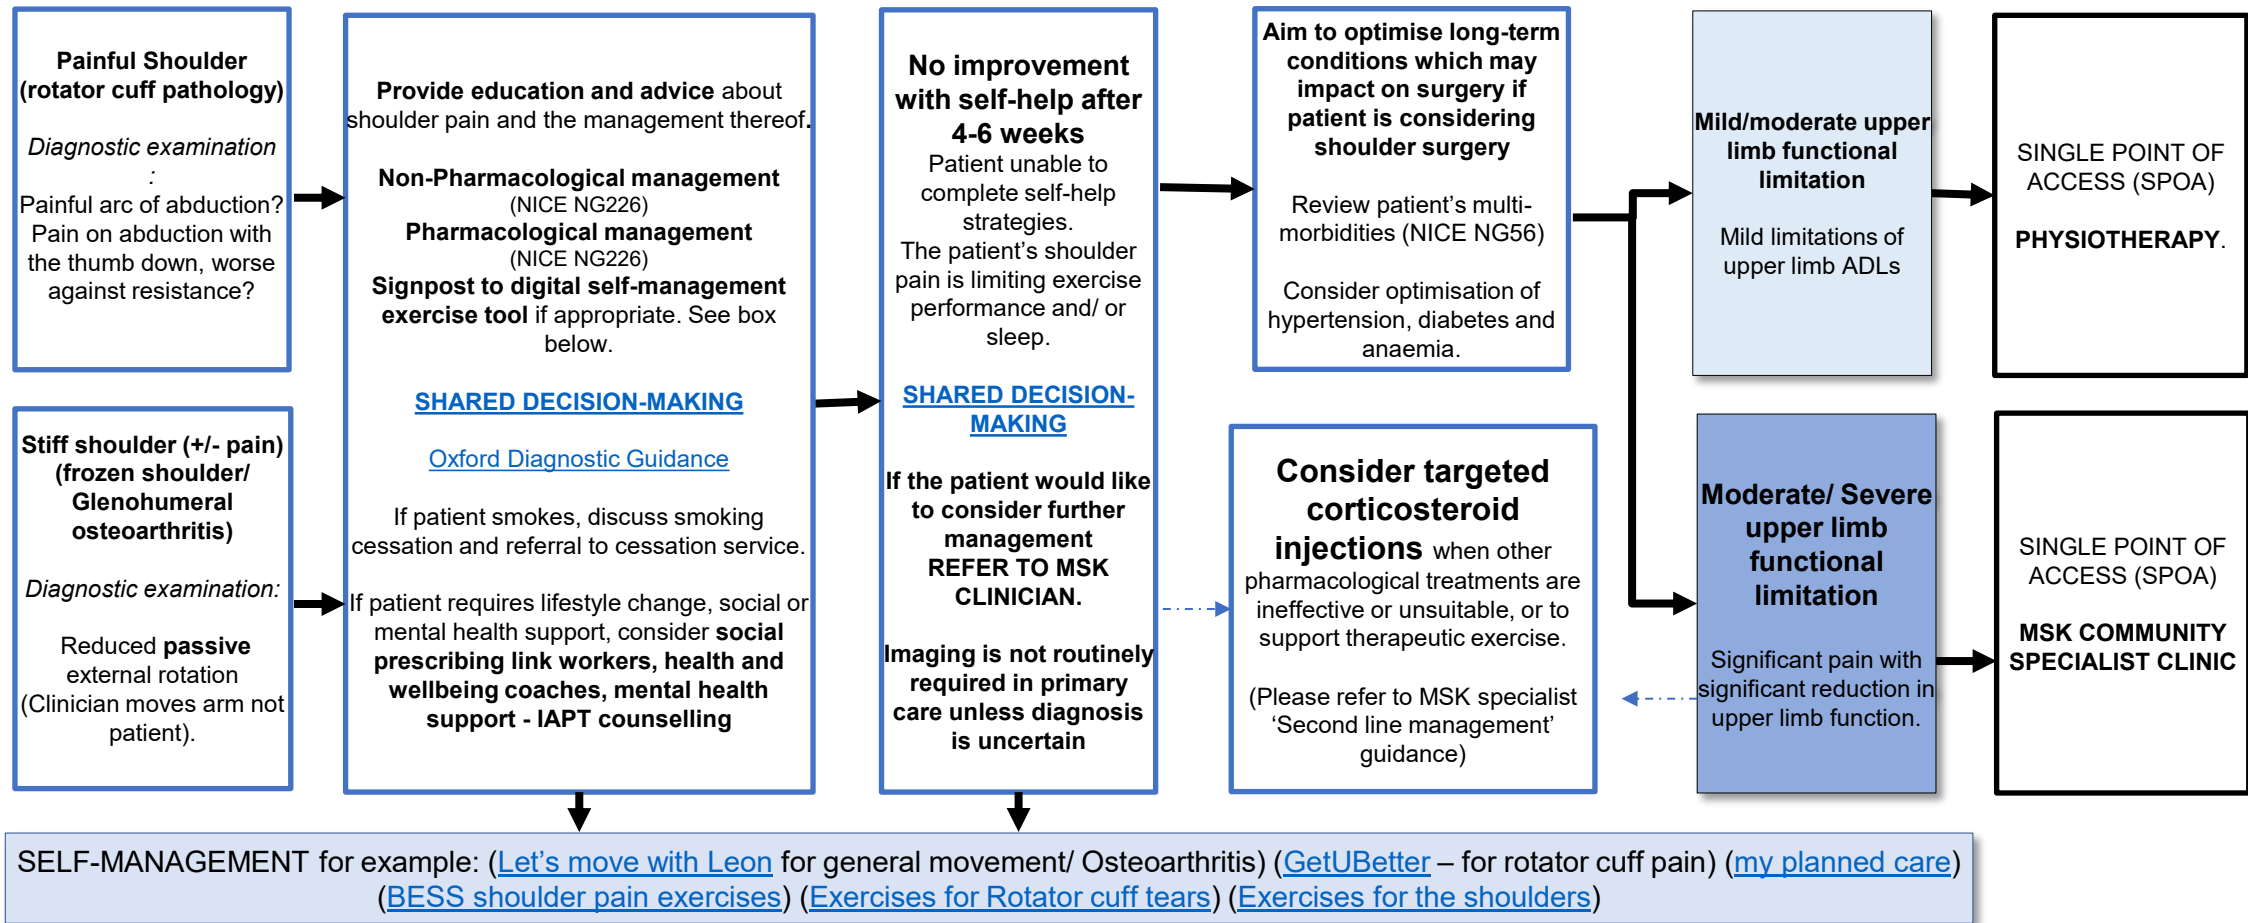 Painful Shoulder
(rotator cuff pathology)
Diagnostic examination
:
Painful arc of abduction?
Pain on abduction with
the thumb down, worse
against resistance?
Stiff shoulder (+/- pain)
(frozen shoulder/
Glenohumeral
osteoarthritis)
Diagnostic examination:
Reduced passive
external rotation
(Clinician moves arm not
patient).
Provide education and advice about
shoulder pain and the management thereof.
Non-Pharmacological management
(NICE NG226)
Pharmacological management
(NICE NG226)
Signpost to digital self-management
exercise tool if appropriate. See box
below.
SHARED DECISION-MAKING
Oxford Diagnostic Guidance
If patient smokes, discuss smoking
cessation and referral to cessation service.
If patient requires lifestyle change, social or
mental health support, consider social
prescribing link workers, health and
wellbeing coaches, mental health
support - IAPT counselling
No improvement
with self-help after
4-6 weeks
Patient unable to
complete self-help
strategies.
The patient’s shoulder
pain is limiting exercise
performance and/ or
sleep.
SHARED DECISION-
MAKING
If the patient would like
to consider further
management
REFER TO MSK
CLINICIAN.
Imaging is not routinely
required in primary
care unless diagnosis
is uncertain
Aim to optimise long-term
conditions which may
impact on surgery if
patient is considering
shoulder surgery
Review patient’s multi-
morbidities (NICE NG56)
Consider optimisation of
hypertension, diabetes and
anaemia.
Consider targeted
corticosteroid
injections when other
pharmacological treatments are
ineffective or unsuitable, or to
support therapeutic exercise.
(Please refer to MSK specialist
‘Second line management’
guidance)
Mild/moderate upper
limb functional
limitation
Mild limitations of
upper limb ADLs
Moderate/ Severe
upper limb
functional
limitation
Significant pain with
significant reduction in
upper limb function.
SINGLE POINT OF
ACCESS (SPOA)
PHYSIOTHERAPY.
SINGLE POINT OF
ACCESS (SPOA)
MSK COMMUNITY
SPECIALIST CLINIC
SELF-MANAGEMENT for example: (Let’s move with Leon for general movement/ Osteoarthritis) (GetUBetter – for rotator cuff pain) (my planned care)
(BESS shoulder pain exercises) (Exercises for Rotator cuff tears) (Exercises for the shoulders)